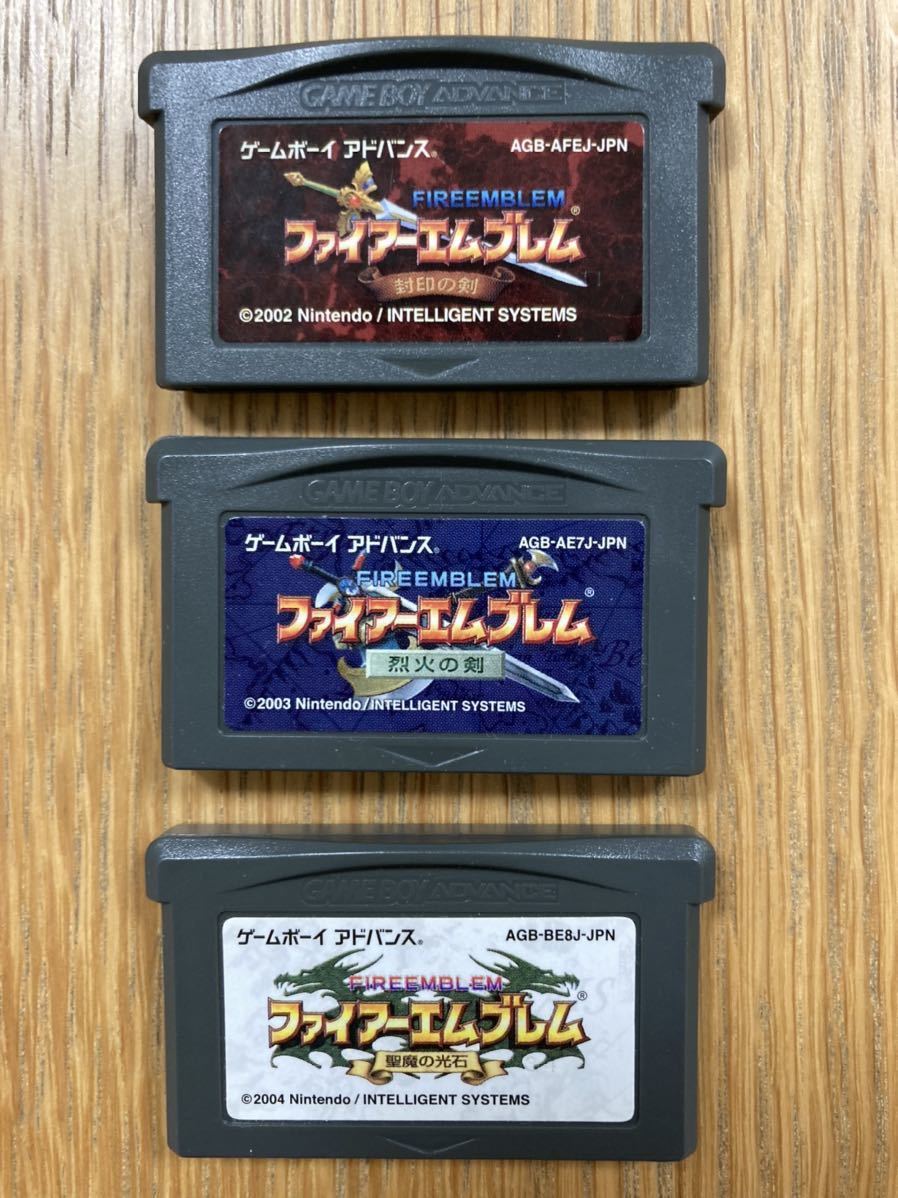 GAME BOY ADVANCE
ゲームボーイ アドバンス® AGB-AFEJ-JPN
FIREEMBLEM
ファイアーエムブレム®
封印の剣
©2002 Nintendo / INTELLIGENT SYSTEMS
GAME BOY ADVANCE
ゲームボーイ アドバンス® AGB-AE7J-JPN
FIREEMBLEM
ファイアーエムブレム®
烈火の剣
©2003 Nintendo / INTELLIGENT SYSTEMS
GAME BOY ADVANCE
ゲームボーイ アドバンス® AGB-BE8J-JPN
FIREEMBLEM
ファイアーエムブレム®
聖魔の光石
©2004 Nintendo / INTELLIGENT SYSTEMS